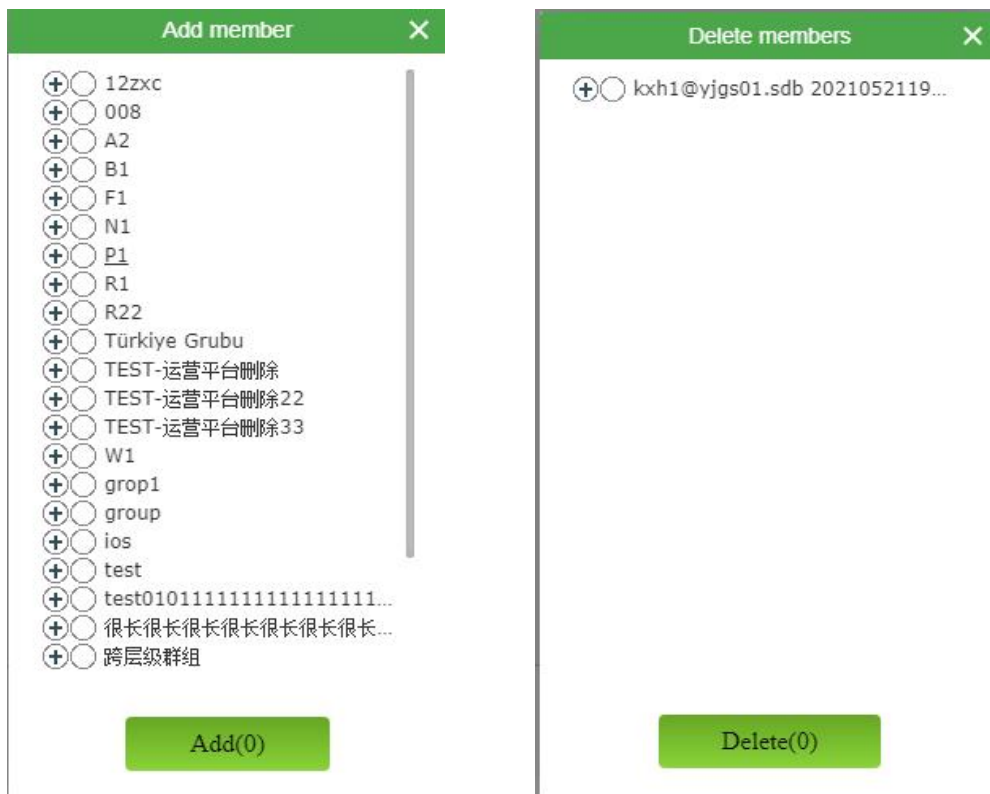 Add member
12zxc
008
A2
B1
F1
N1
P1
R1
R22
Türkiye Grubu
TEST-运营平台删除
TEST-运营平台删除22
TEST-运营平台删除33
W1
grop1
group
ios
test
test0101111111111111111...
很长很长很长很长很长很长很长...
跨层级群组
Add(0)
Delete members
kxh1@yjgs01.sdb 2021052119...
Delete(0)